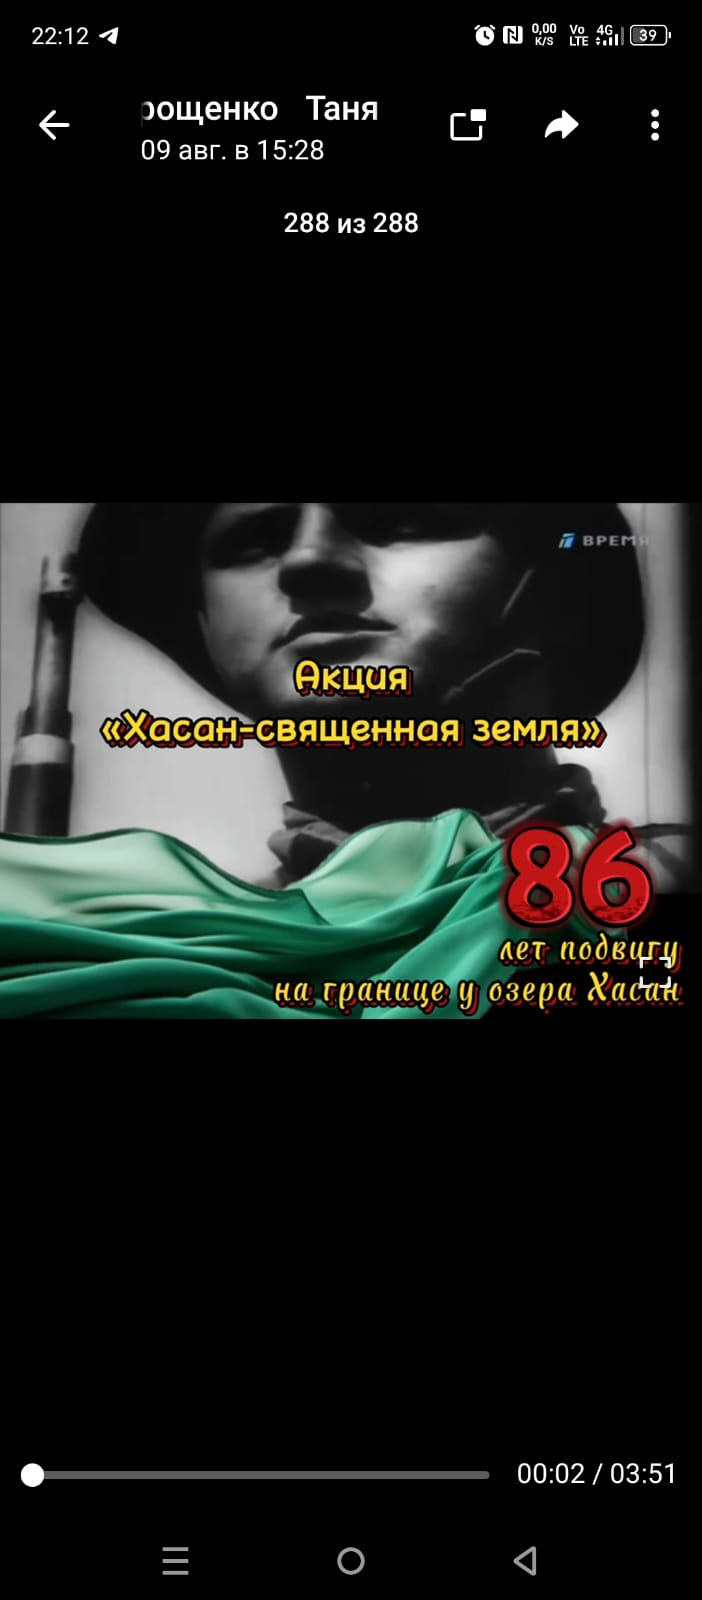 22:12
0,00 K/S
Vo LTE
4G
39
рощенко Таня
09 авг. в 15:28
288 из 288
ВРЕМЯ
Акция
«Хасан-священная земля»
86
лет подвигу
на границе у озера Хасан
00:02 / 03:51